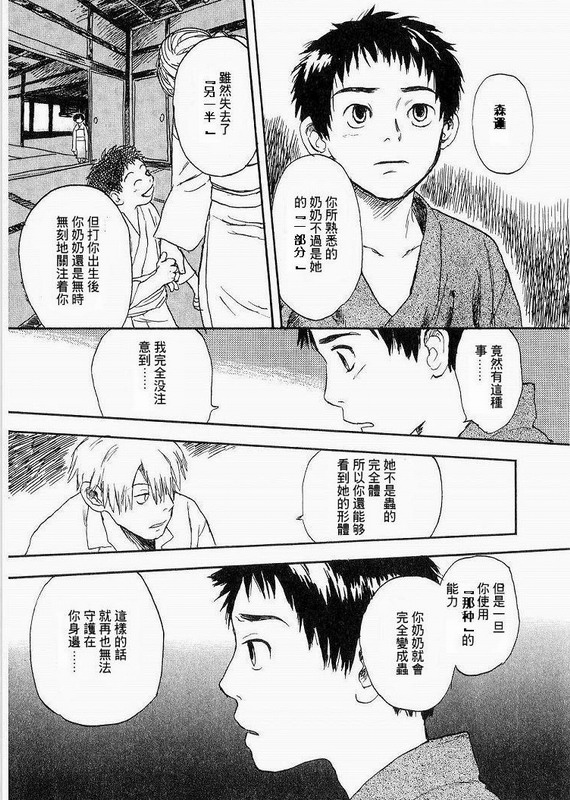 森邏
你所熟悉的
奶奶不過是她
的『一部分』
雖然失去了
『另一半』
但打你出生後
你奶奶還是無時
無刻地關注着你
竟然有這種
事……
我完全没注
意到……
她不是蟲的
完全體
所以你還能够
看到她的形體
但是一旦
你使用
『那种』的
能力
你奶奶就會
完全變成蟲
這樣的話
就再也無法
守護在
你身邊……